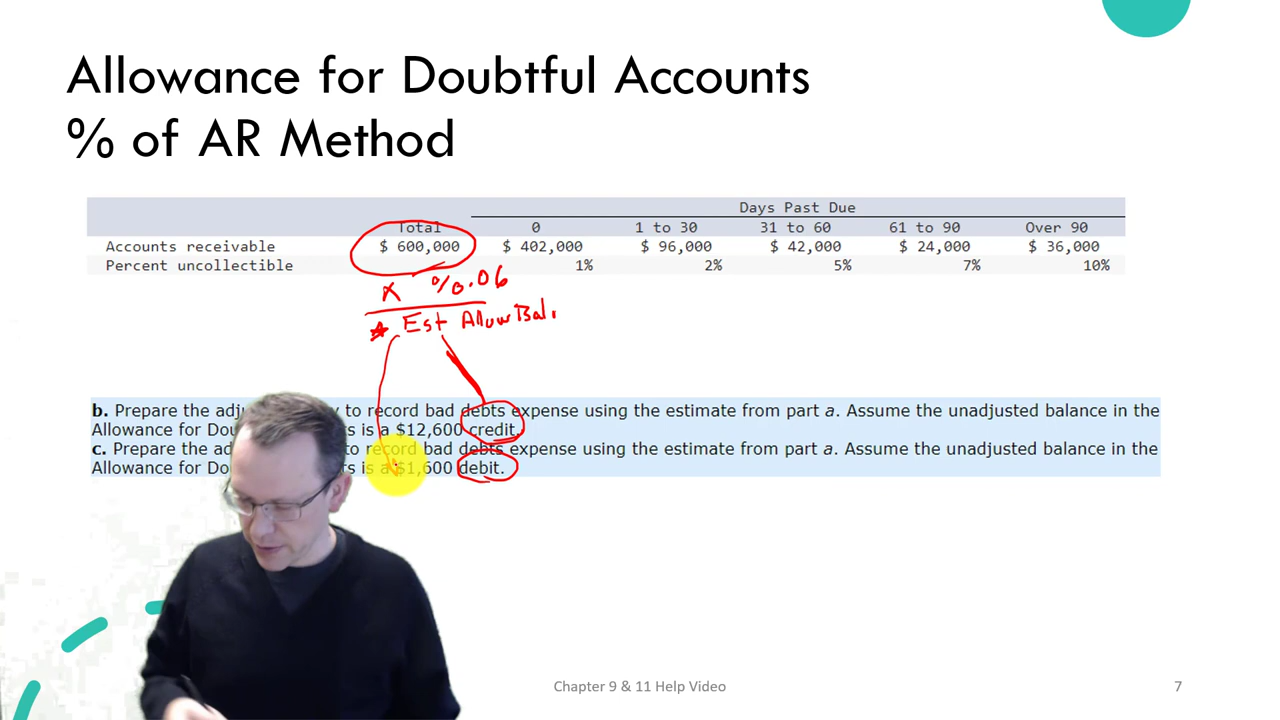 Allowance for Doubtful Accounts
% of AR Method
Days Past Due
Total 0 1 to 30 31 to 60 61 to 90 Over 90
Accounts receivable $ 600,000 $ 402,000 $ 96,000 $ 42,000 $ 24,000 $ 36,000
Percent uncollectible 1% 2% 5% 7% 10%
x % .06
Est Allow Bal.
b. Prepare the to record bad debts expense using the estimate from part a. Assume the unadjusted balance in the
Allowance for is a $12,600 credit.
c. Prepare the to record bad debts expense using the estimate from part a. Assume the unadjusted balance in the
Allowance for is a $1,600 debit.
Chapter 9 & 11 Help Video 7